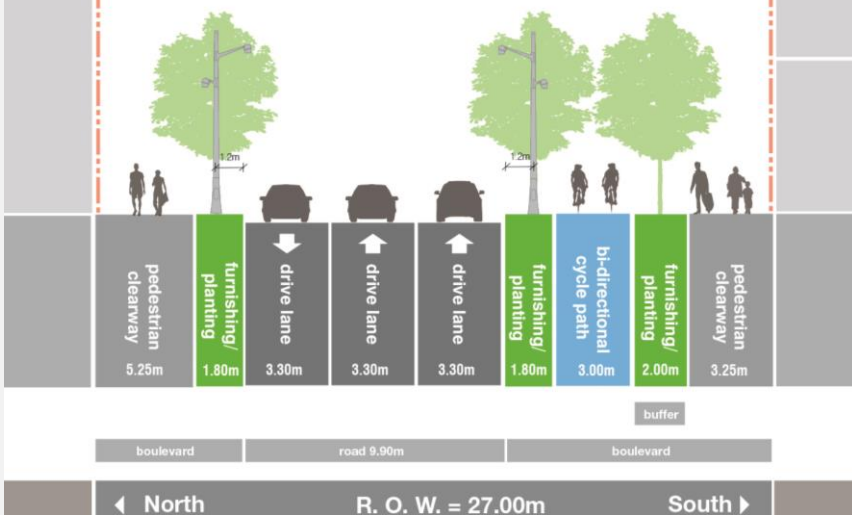 1.2m
1.2m
pedestrian
clearway
5.25m
furnishing/
planting
1.80m
drive lane
3.30m
drive lane
3.30m
drive lane
3.30m
furnishing/
planting
1.80m
bi-directional
cycle path
3.00m
furnishing/
planting
2.00m
pedestrian
clearway
3.25m
buffer
boulevard
road 9.90m
boulevard
North
R. O. W. = 27.00m
South